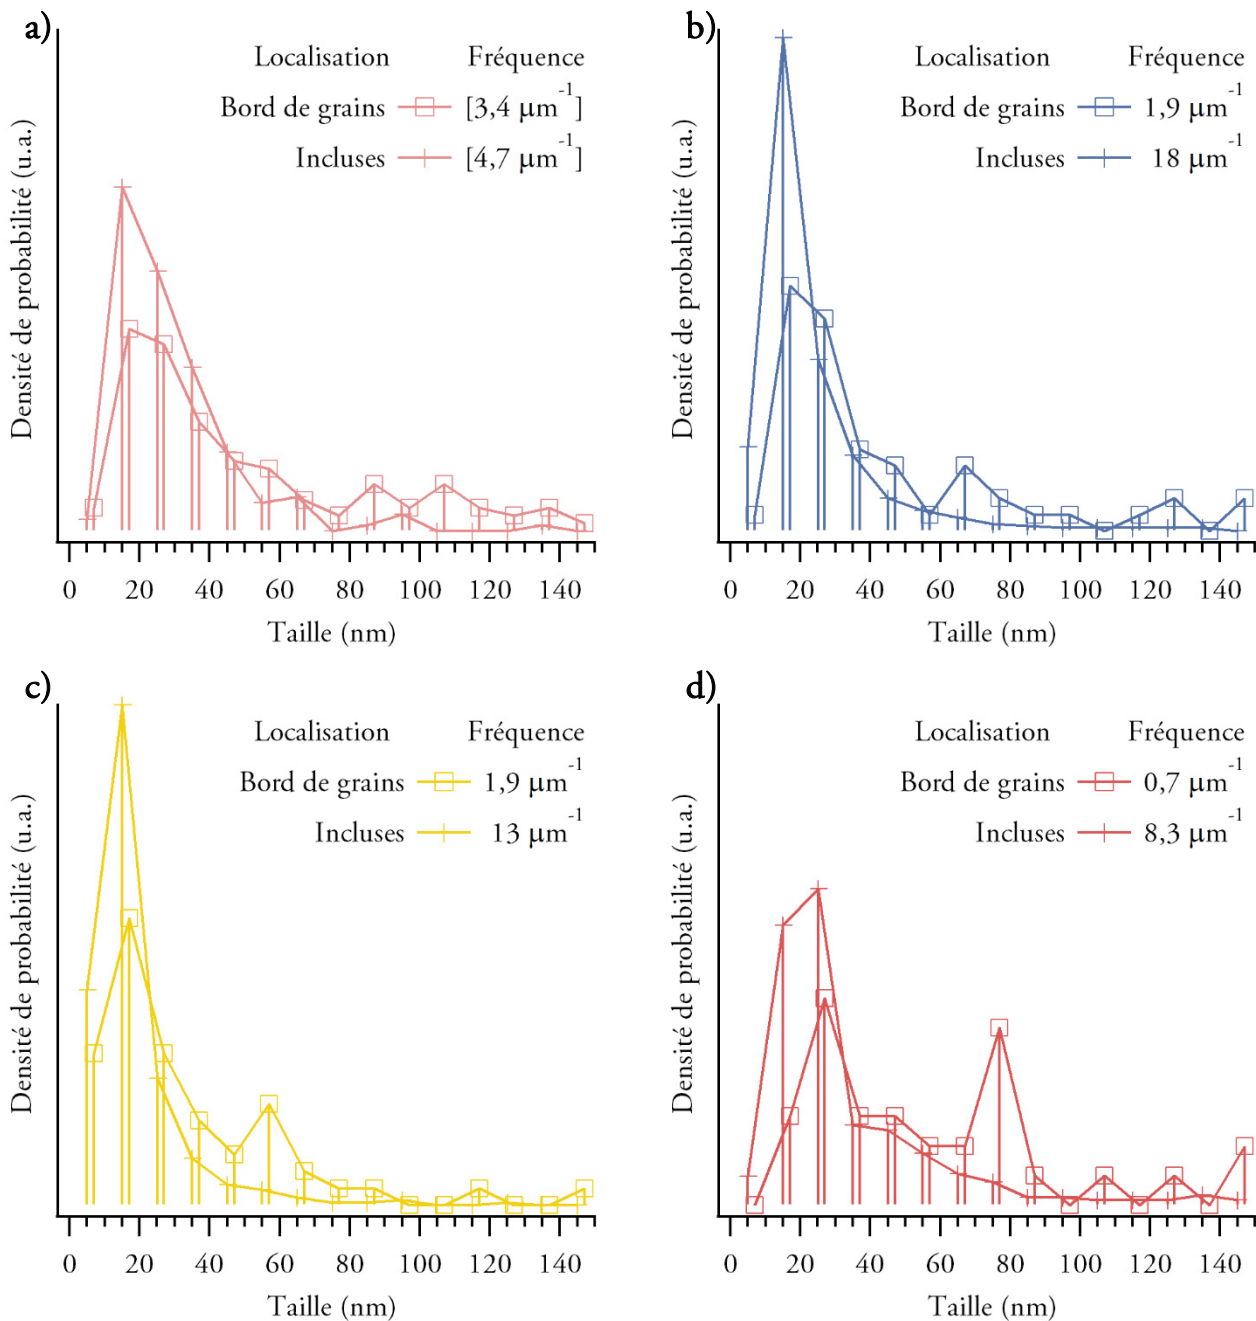 a)
Localisation Fréquence
Bord de grains [3,4 µm⁻¹]
Incluses [4,7 µm⁻¹]
Densité de probabilité (u.a.)
0 20 40 60 80 100 120 140
Taille (nm)
b)
Localisation Fréquence
Bord de grains 1,9 µm⁻¹
Incluses 18 µm⁻¹
Densité de probabilité (u.a.)
0 20 40 60 80 100 120 140
Taille (nm)
c)
Localisation Fréquence
Bord de grains 1,9 µm⁻¹
Incluses 13 µm⁻¹
Densité de probabilité (u.a.)
0 20 40 60 80 100 120 140
Taille (nm)
d)
Localisation Fréquence
Bord de grains 0,7 µm⁻¹
Incluses 8,3 µm⁻¹
Densité de probabilité (u.a.)
0 20 40 60 80 100 120 140
Taille (nm)